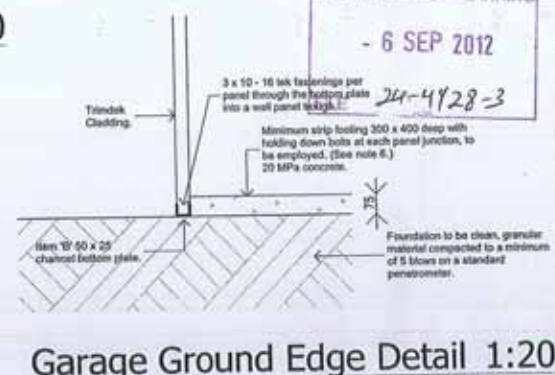 - 6 SEP 2012
24-4428-3
3 x 10 - 16 tek fastenings per
panel through the bottom plate
into a wall panel
Trimdek
Cladding.
Minimum strip footing 300 x 400 deep with
holding down bolts at each panel junction, to
be employed. (See note 6.)
20 MPa concrete.
75
Item 'B' 50 x 25
channel bottom plate.
Foundation to be clean, granular
material compacted to a minimum
of 5 blows on a standard
penetrometer.
Garage Ground Edge Detail 1:20